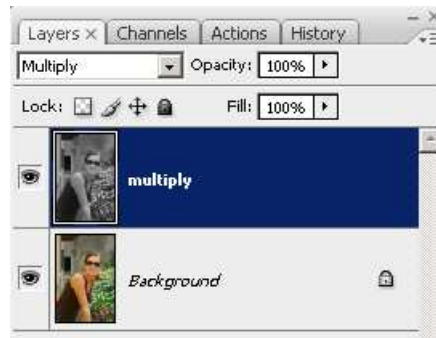 Layers × Channels Actions History
Multiply Opacity: 100%
Lock: Fill: 100%
multiply
Background